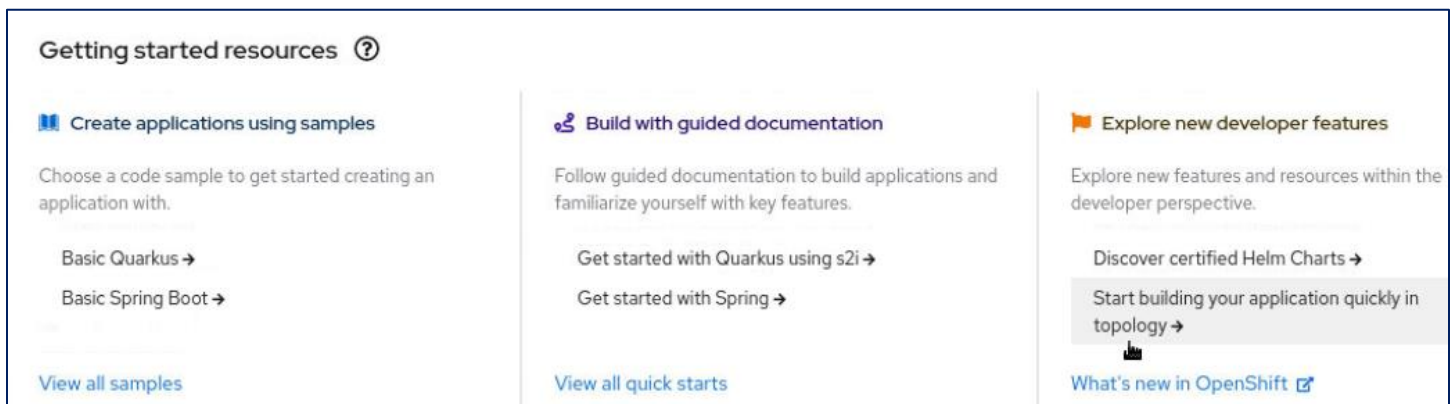 Getting started resources
Create applications using samples
Choose a code sample to get started creating an
application with.
Basic Quarkus →
Basic Spring Boot →
View all samples
Build with guided documentation
Follow guided documentation to build applications and
familiarize yourself with key features.
Get started with Quarkus using s2i →
Get started with Spring →
View all quick starts
Explore new developer features
Explore new features and resources within the
developer perspective.
Discover certified Helm Charts →
Start building your application quickly in
topology →
What's new in OpenShift